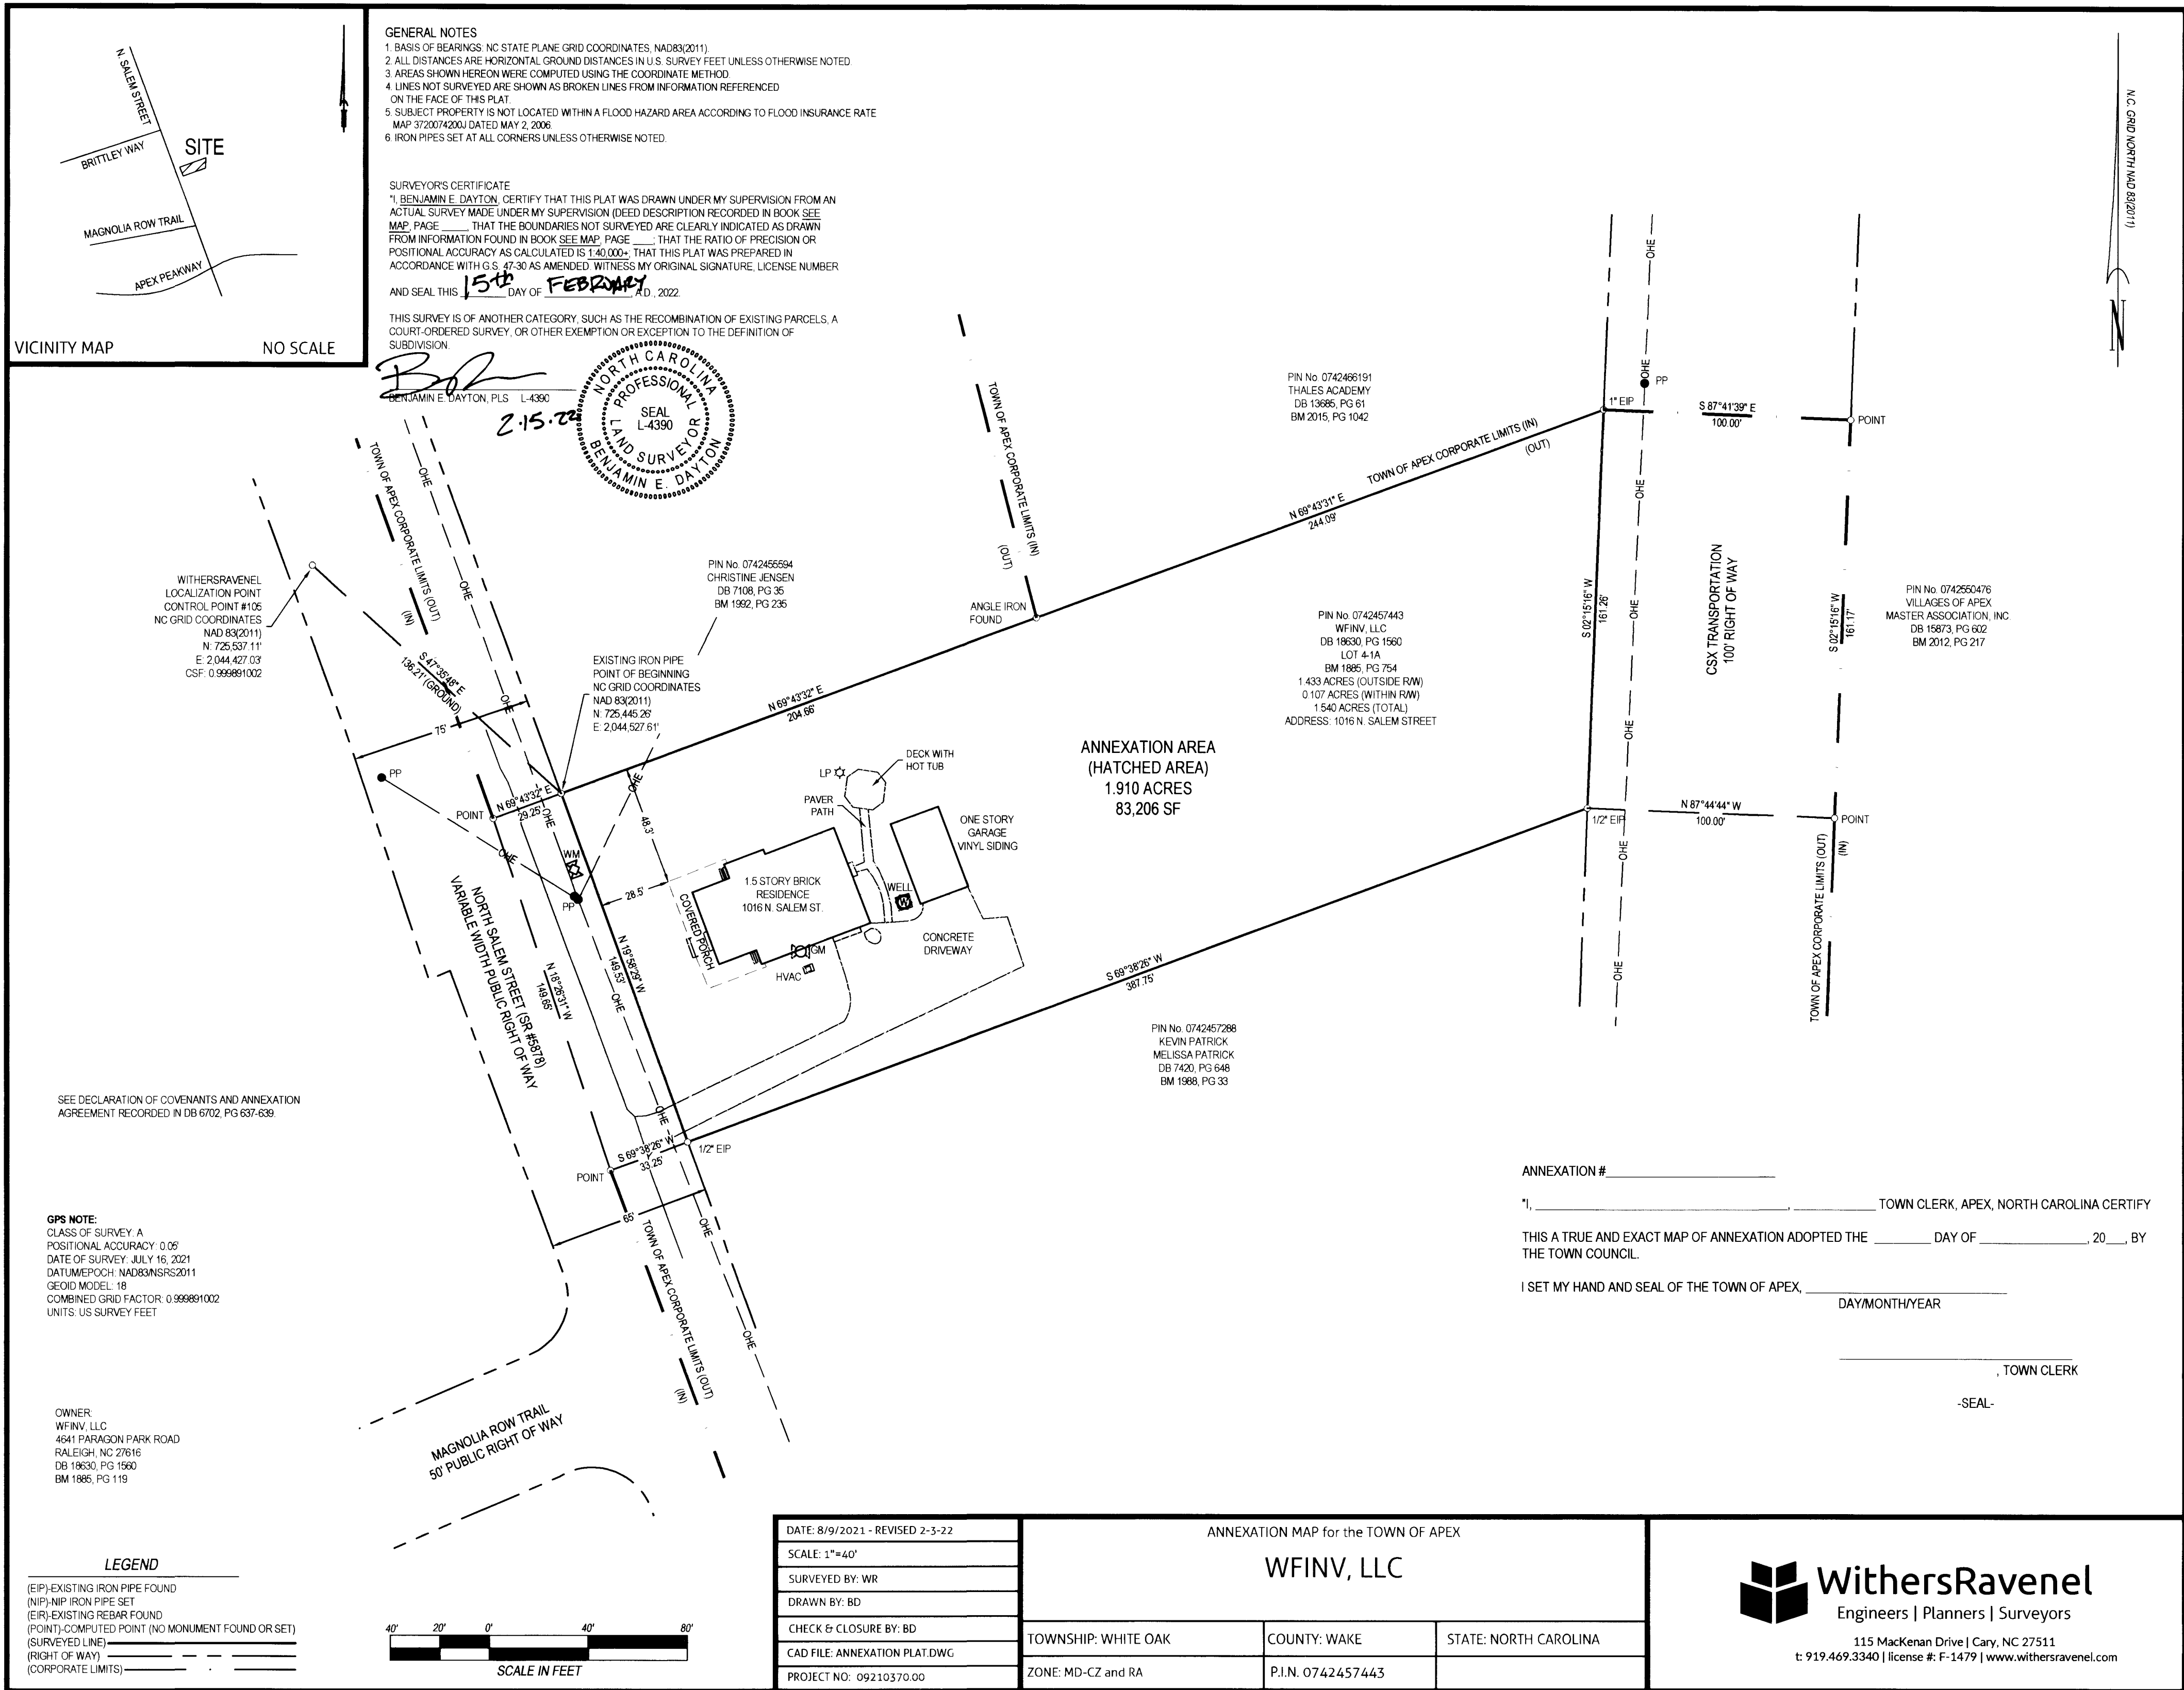 N. SALEM STREET
BRITTLEY WAY
SITE
MAGNOLIA ROW TRAIL
APEX PEAKWAY
VICINITY MAP
NO SCALE
GENERAL NOTES
1. BASIS OF BEARINGS: NC STATE PLANE GRID COORDINATES, NAD83(2011).
2. ALL DISTANCES ARE HORIZONTAL GROUND DISTANCES IN U.S. SURVEY FEET UNLESS OTHERWISE NOTED.
3. AREAS SHOWN HEREON WERE COMPUTED USING THE COORDINATE METHOD.
4. LINES NOT SURVEYED ARE SHOWN AS BROKEN LINES FROM INFORMATION REFERENCED
ON THE FACE OF THIS PLAT.
5. SUBJECT PROPERTY IS NOT LOCATED WITHIN A FLOOD HAZARD AREA ACCORDING TO FLOOD INSURANCE RATE
MAP 3720074200J DATED MAY 2, 2006.
6. IRON PIPES SET AT ALL CORNERS UNLESS OTHERWISE NOTED.
SURVEYOR'S CERTIFICATE
"I, BENJAMIN E. DAYTON, CERTIFY THAT THIS PLAT WAS DRAWN UNDER MY SUPERVISION FROM AN
ACTUAL SURVEY MADE UNDER MY SUPERVISION (DEED DESCRIPTION RECORDED IN BOOK SEE
MAP, PAGE ____, THAT THE BOUNDARIES NOT SURVEYED ARE CLEARLY INDICATED AS DRAWN
FROM INFORMATION FOUND IN BOOK SEE MAP, PAGE ____; THAT THE RATIO OF PRECISION OR
POSITIONAL ACCURACY AS CALCULATED IS 1:40,000+; THAT THIS PLAT WAS PREPARED IN
ACCORDANCE WITH G.S. 47-30 AS AMENDED. WITNESS MY ORIGINAL SIGNATURE, LICENSE NUMBER
AND SEAL THIS 15th DAY OF FEBRUARY A.D., 2022.
THIS SURVEY IS OF ANOTHER CATEGORY, SUCH AS THE RECOMBINATION OF EXISTING PARCELS, A
COURT-ORDERED SURVEY, OR OTHER EXEMPTION OR EXCEPTION TO THE DEFINITION OF
SUBDIVISION.
BENJAMIN E. DAYTON, PLS L-4390
2.15.22
NORTH CAROLINA
PROFESSIONAL
SEAL
L-4390
LAND SURVEYOR
BENJAMIN E. DAYTON
N.C. GRID NORTH NAD 83(2011)
N
TOWN OF APEX CORPORATE LIMITS (OUT)
(IN)
OHE
OHE
OHE
WITHERSRAVENEL
LOCALIZATION POINT
CONTROL POINT #105
NC GRID COORDINATES
NAD 83(2011)
N: 725,537.11'
E: 2,044,427.03'
CSF: 0.999891002
S 47°35'48" E
136.21' (GROUND)
75'
PP
PIN No. 0742455594
CHRISTINE JENSEN
DB 7108, PG 35
BM 1992, PG 235
EXISTING IRON PIPE
POINT OF BEGINNING
NC GRID COORDINATES
NAD 83(2011)
N: 725,445.26'
E: 2,044,527.61'
TOWN OF APEX CORPORATE LIMITS (IN)
(OUT)
ANGLE IRON
FOUND
N 69°43'32" E
204.66'
PIN No. 0742466191
THALES ACADEMY
DB 13685, PG 61
BM 2015, PG 1042
TOWN OF APEX CORPORATE LIMITS (IN)
(OUT)
N 69°43'31" E
244.09'
OHE
OHE
PP
1" EIP
S 87°41'39" E
100.00'
POINT
OHE
OHE
OHE
S 02°15'16" W
161.26'
CSX TRANSPORTATION
100' RIGHT OF WAY
S 02°15'16" W
161.17'
PIN No. 0742550476
VILLAGES OF APEX
MASTER ASSOCIATION, INC.
DB 15873, PG 602
BM 2012, PG 217
PIN No. 0742457443
WFINV, LLC
DB 18630, PG 1560
LOT 4-1A
BM 1885, PG 754
1.433 ACRES (OUTSIDE R/W)
0.107 ACRES (WITHIN R/W)
1.540 ACRES (TOTAL)
ADDRESS: 1016 N. SALEM STREET
ANNEXATION AREA
(HATCHED AREA)
1.910 ACRES
83,206 SF
OHE
1/2" EIP
N 87°44'44" W
100.00'
POINT
OHE
OHE
TOWN OF APEX CORPORATE LIMITS (OUT)
(IN)
POINT
N 69°43'32" E
29.25'
OHE
OHE
OHE
WM
PP
48.3'
28.5'
LP
DECK WITH
HOT TUB
PAVER
PATH
ONE STORY
GARAGE
VINYL SIDING
1.5 STORY BRICK
RESIDENCE
1016 N. SALEM ST.
WELL
W
COVERED PORCH
GM
HVAC
CONCRETE
DRIVEWAY
NORTH SALEM STREET (SR #5878)
VARIABLE WIDTH PUBLIC RIGHT OF WAY
N 18°26'31" W
149.65'
N 19°58'29" W
149.53'
OHE
OHE
S 69°38'26" W
387.75'
PIN No. 0742457288
KEVIN PATRICK
MELISSA PATRICK
DB 7420, PG 648
BM 1988, PG 33
S 69°38'26" W
33.25'
1/2" EIP
POINT
65'
OHE
OHE
TOWN OF APEX CORPORATE LIMITS (OUT)
(IN)
MAGNOLIA ROW TRAIL
50' PUBLIC RIGHT OF WAY
SEE DECLARATION OF COVENANTS AND ANNEXATION
AGREEMENT RECORDED IN DB 6702, PG 637-639.
GPS NOTE:
CLASS OF SURVEY: A
POSITIONAL ACCURACY: 0.05'
DATE OF SURVEY: JULY 16, 2021
DATUM/EPOCH: NAD83/NSRS2011
GEOID MODEL: 18
COMBINED GRID FACTOR: 0.999891002
UNITS: US SURVEY FEET
OWNER:
WFINV, LLC
4641 PARAGON PARK ROAD
RALEIGH, NC 27616
DB 18630, PG 1560
BM 1885, PG 119
ANNEXATION #____
"I, ____, ____ TOWN CLERK, APEX, NORTH CAROLINA CERTIFY
THIS A TRUE AND EXACT MAP OF ANNEXATION ADOPTED THE ____ DAY OF ____, 20___, BY
THE TOWN COUNCIL.
I SET MY HAND AND SEAL OF THE TOWN OF APEX, ____
DAY/MONTH/YEAR
, TOWN CLERK
-SEAL-
LEGEND
(EIP)-EXISTING IRON PIPE FOUND
(NIP)-NIP IRON PIPE SET
(EIR)-EXISTING REBAR FOUND
(POINT)-COMPUTED POINT (NO MONUMENT FOUND OR SET)
(SURVEYED LINE)
(RIGHT OF WAY)
(CORPORATE LIMITS)
40' 20' 0' 40' 80'
SCALE IN FEET
DATE: 8/9/2021 - REVISED 2-3-22
SCALE: 1"=40'
SURVEYED BY: WR
DRAWN BY: BD
CHECK & CLOSURE BY: BD
CAD FILE: ANNEXATION PLAT.DWG
PROJECT NO: 09210370.00
ANNEXATION MAP for the TOWN OF APEX
WFINV, LLC
TOWNSHIP: WHITE OAK
COUNTY: WAKE
STATE: NORTH CAROLINA
ZONE: MD-CZ and RA
P.I.N. 0742457443
WithersRavenel
Engineers | Planners | Surveyors
115 MacKenan Drive | Cary, NC 27511
t: 919.469.3340 | license #: F-1479 | www.withersravenel.com